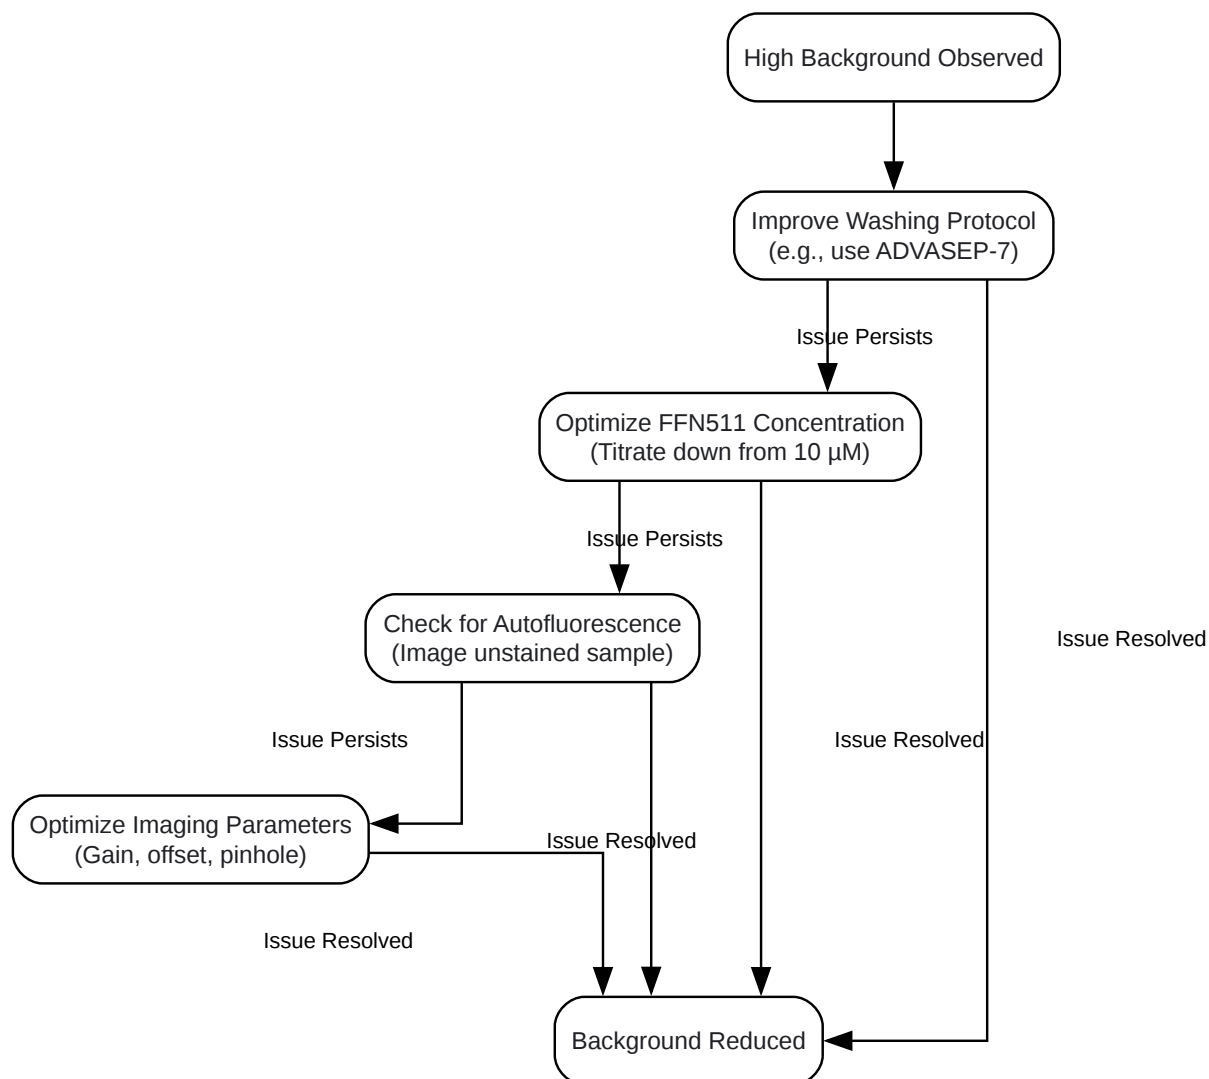 High Background Observed
Improve Washing Protocol
(e.g., use ADVASEP-7)
Issue Persists
Optimize FFN511 Concentration
(Titrate down from 10 µM)
Issue Persists
Check for Autofluorescence
(Image unstained sample)
Issue Resolved
Issue Persists
Issue Resolved
Optimize Imaging Parameters
(Gain, offset, pinhole)
Issue Resolved
Issue Resolved
Background Reduced